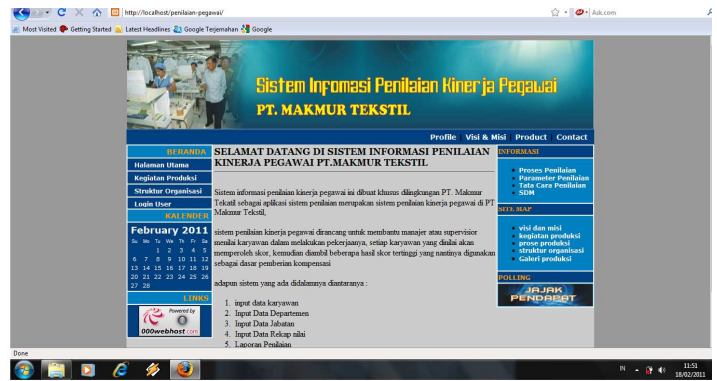 http://localhost/penilaian-pegawai/
Ask.com
Most Visited Getting Started Latest Headlines Google Terjemahan Google
Sistem Informasi Penilaian Kinerja Pegawai
PT. MAKMUR TEKSTIL
Profile Visi & Misi Product Contact
BERANDA
Halaman Utama
Kegiatan Produksi
Struktur Organisasi
Login User
KALENDER
February 2011
Su Mo Tu We Th Fr Sa
1 2 3 4 5
6 7 8 9 10 11 12
13 14 15 16 17 18 19
20 21 22 23 24 25 26
27 28
LINKS
Powered by
000webhost.com
SELAMAT DATANG DI SISTEM INFORMASI PENILAIAN
KINERJA PEGAWAI PT.MAKMUR TEKSTIL
Sistem informasi penilaian kinerja pegawai ini dibuat khusus dilingkungan PT. Makmur
Tekatil sebagai aplikasi sistem penilaian merupakan sistem penilaian kinerja pegawai di PT
Makmur Tekstil,
sistem penilaian kinerja pegawai dirancang untuk membantu manajer atau supervisior
menilai karyawan dalam melakukan pekerjaanya, setiap karyawan yang dinilai akan
memperoleh skor, kemudian diambil beberapa hasil skor tertinggi yang nantinya digunakan
sebagai dasar pemberian kompensasi
adapun sistem yang ada didalamnya diantaranya :
1. input data karyawan
2. Input Data Departemen
3. Input Data Jabatan
4. Input Data Rekap nilai
5. Laporan Penilaian
INFORMASI
Proses Penilaian
Parameter Penilaian
Tata Cara Penilaian
SDM
SITE MAP
visi dan misi
kegiatan produksi
prose produksi
struktur organisasi
Galeri produksi
POLLING
JAJAK
PENDAPAT
Done
IN
11:51
18/02/2011